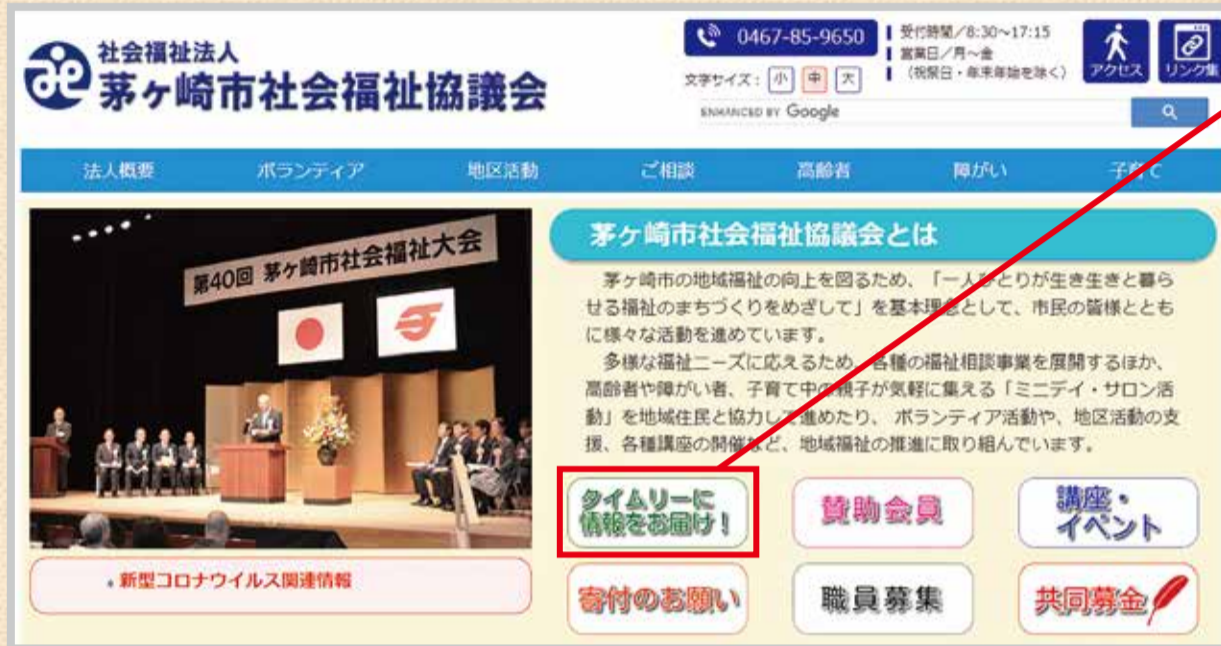 社会福祉法人
茅ヶ崎市社会福祉協議会
0467-85-9650
受付時間／8:30～17:15
営業日／月～金
（祝祭日・年末年始を除く）
文字サイズ： 小 中 大
ENHANCED BY Google
アクセス
リンク集
法人概要 ボランティア 地区活動 ご相談 高齢者 障がい 子育て
第40回 茅ヶ崎市社会福祉大会
茅ヶ崎市社会福祉協議会とは
茅ヶ崎市の地域福祉の向上を図るため、「一人ひとりが生き生きと暮ら
せる福祉のまちづくりをめざして」を基本理念として、市民の皆様ととも
に様々な活動を進めています。
多様な福祉ニーズに応えるため、各種の福祉相談事業を展開するほか、
高齢者や障がい者、子育て中の親子が気軽に集える「ミニデイ・サロン活
動」を地域住民と協力して進めたり、 ボランティア活動や、地区活動の支
援、各種講座の開催など、地域福祉の推進に取り組んでいます。
タイムリーに
情報をお届け！
賛助会員
講座・
イベント
新型コロナウイルス関連情報
寄付のお願い
職員募集
共同募金